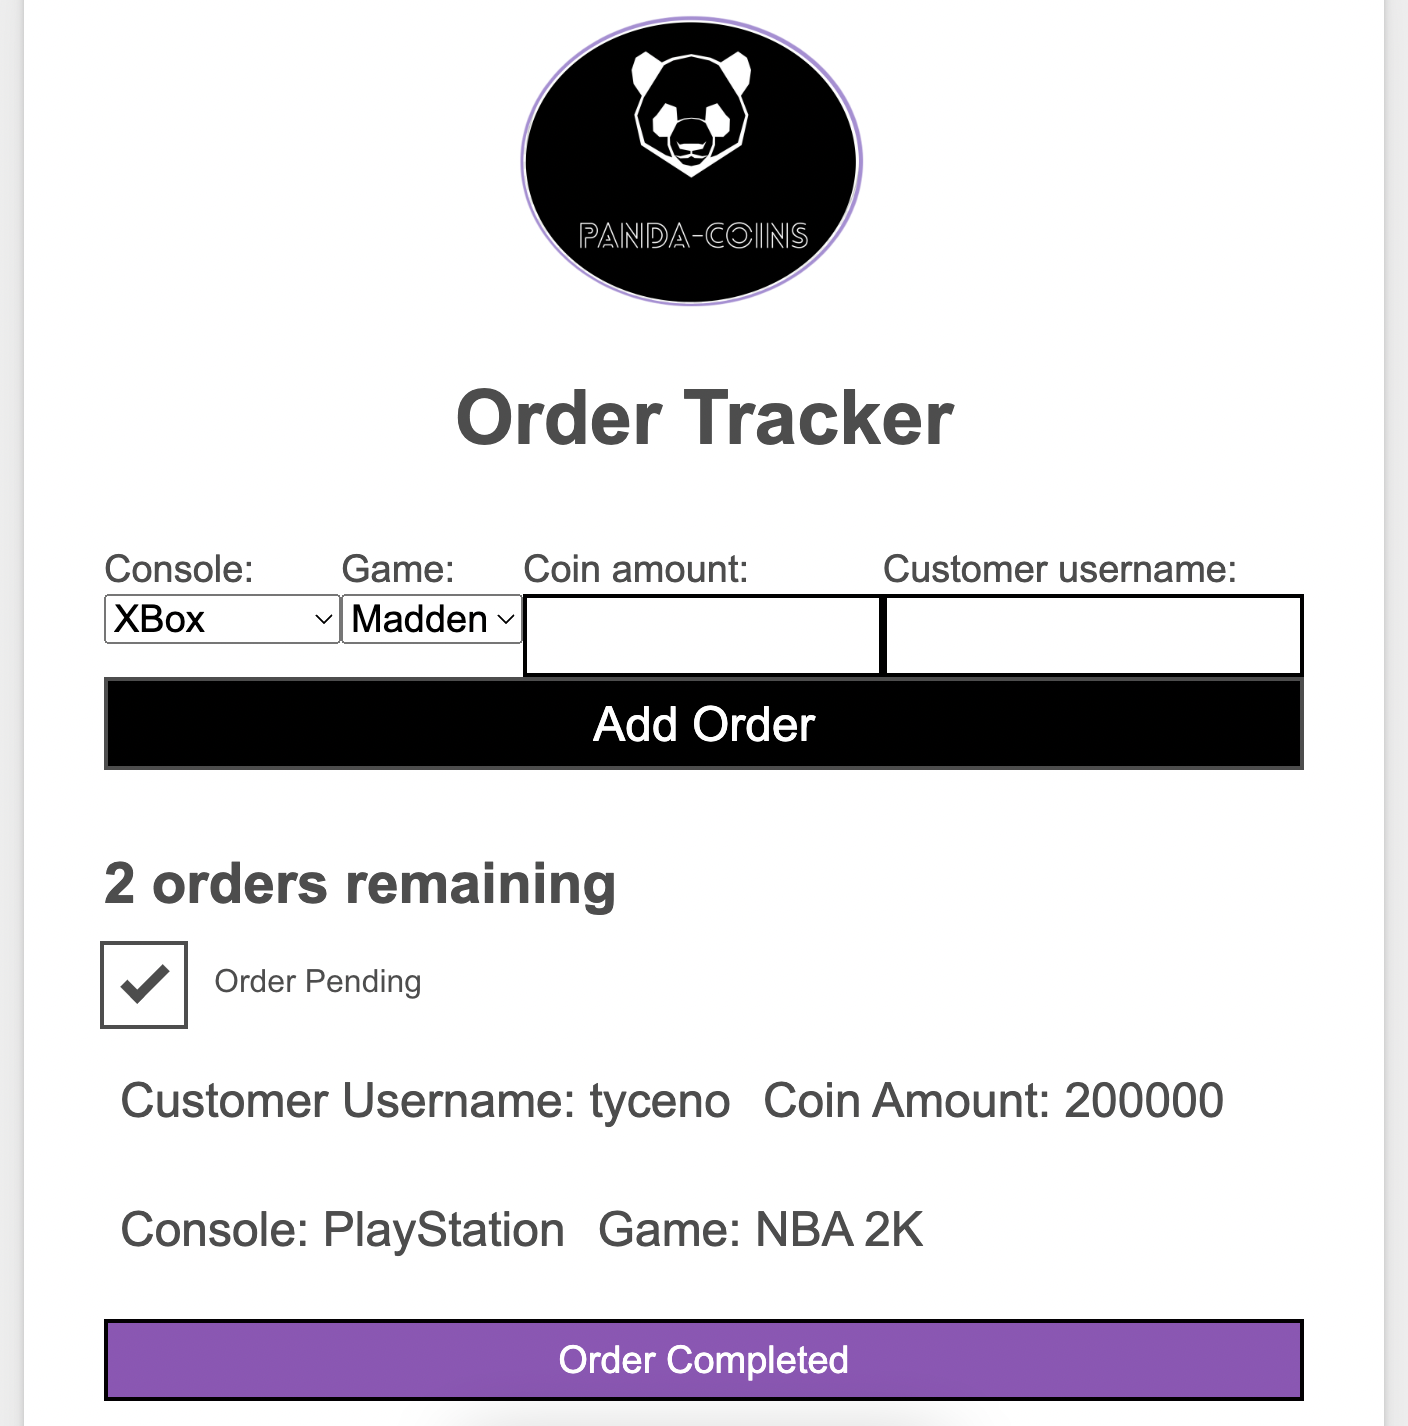 PANDA-COINS
Order Tracker
Console: Game: Coin amount: Customer username:
XBox Madden
Add Order
2 orders remaining
Order Pending
Customer Username: tyceno Coin Amount: 200000
Console: PlayStation Game: NBA 2K
Order Completed